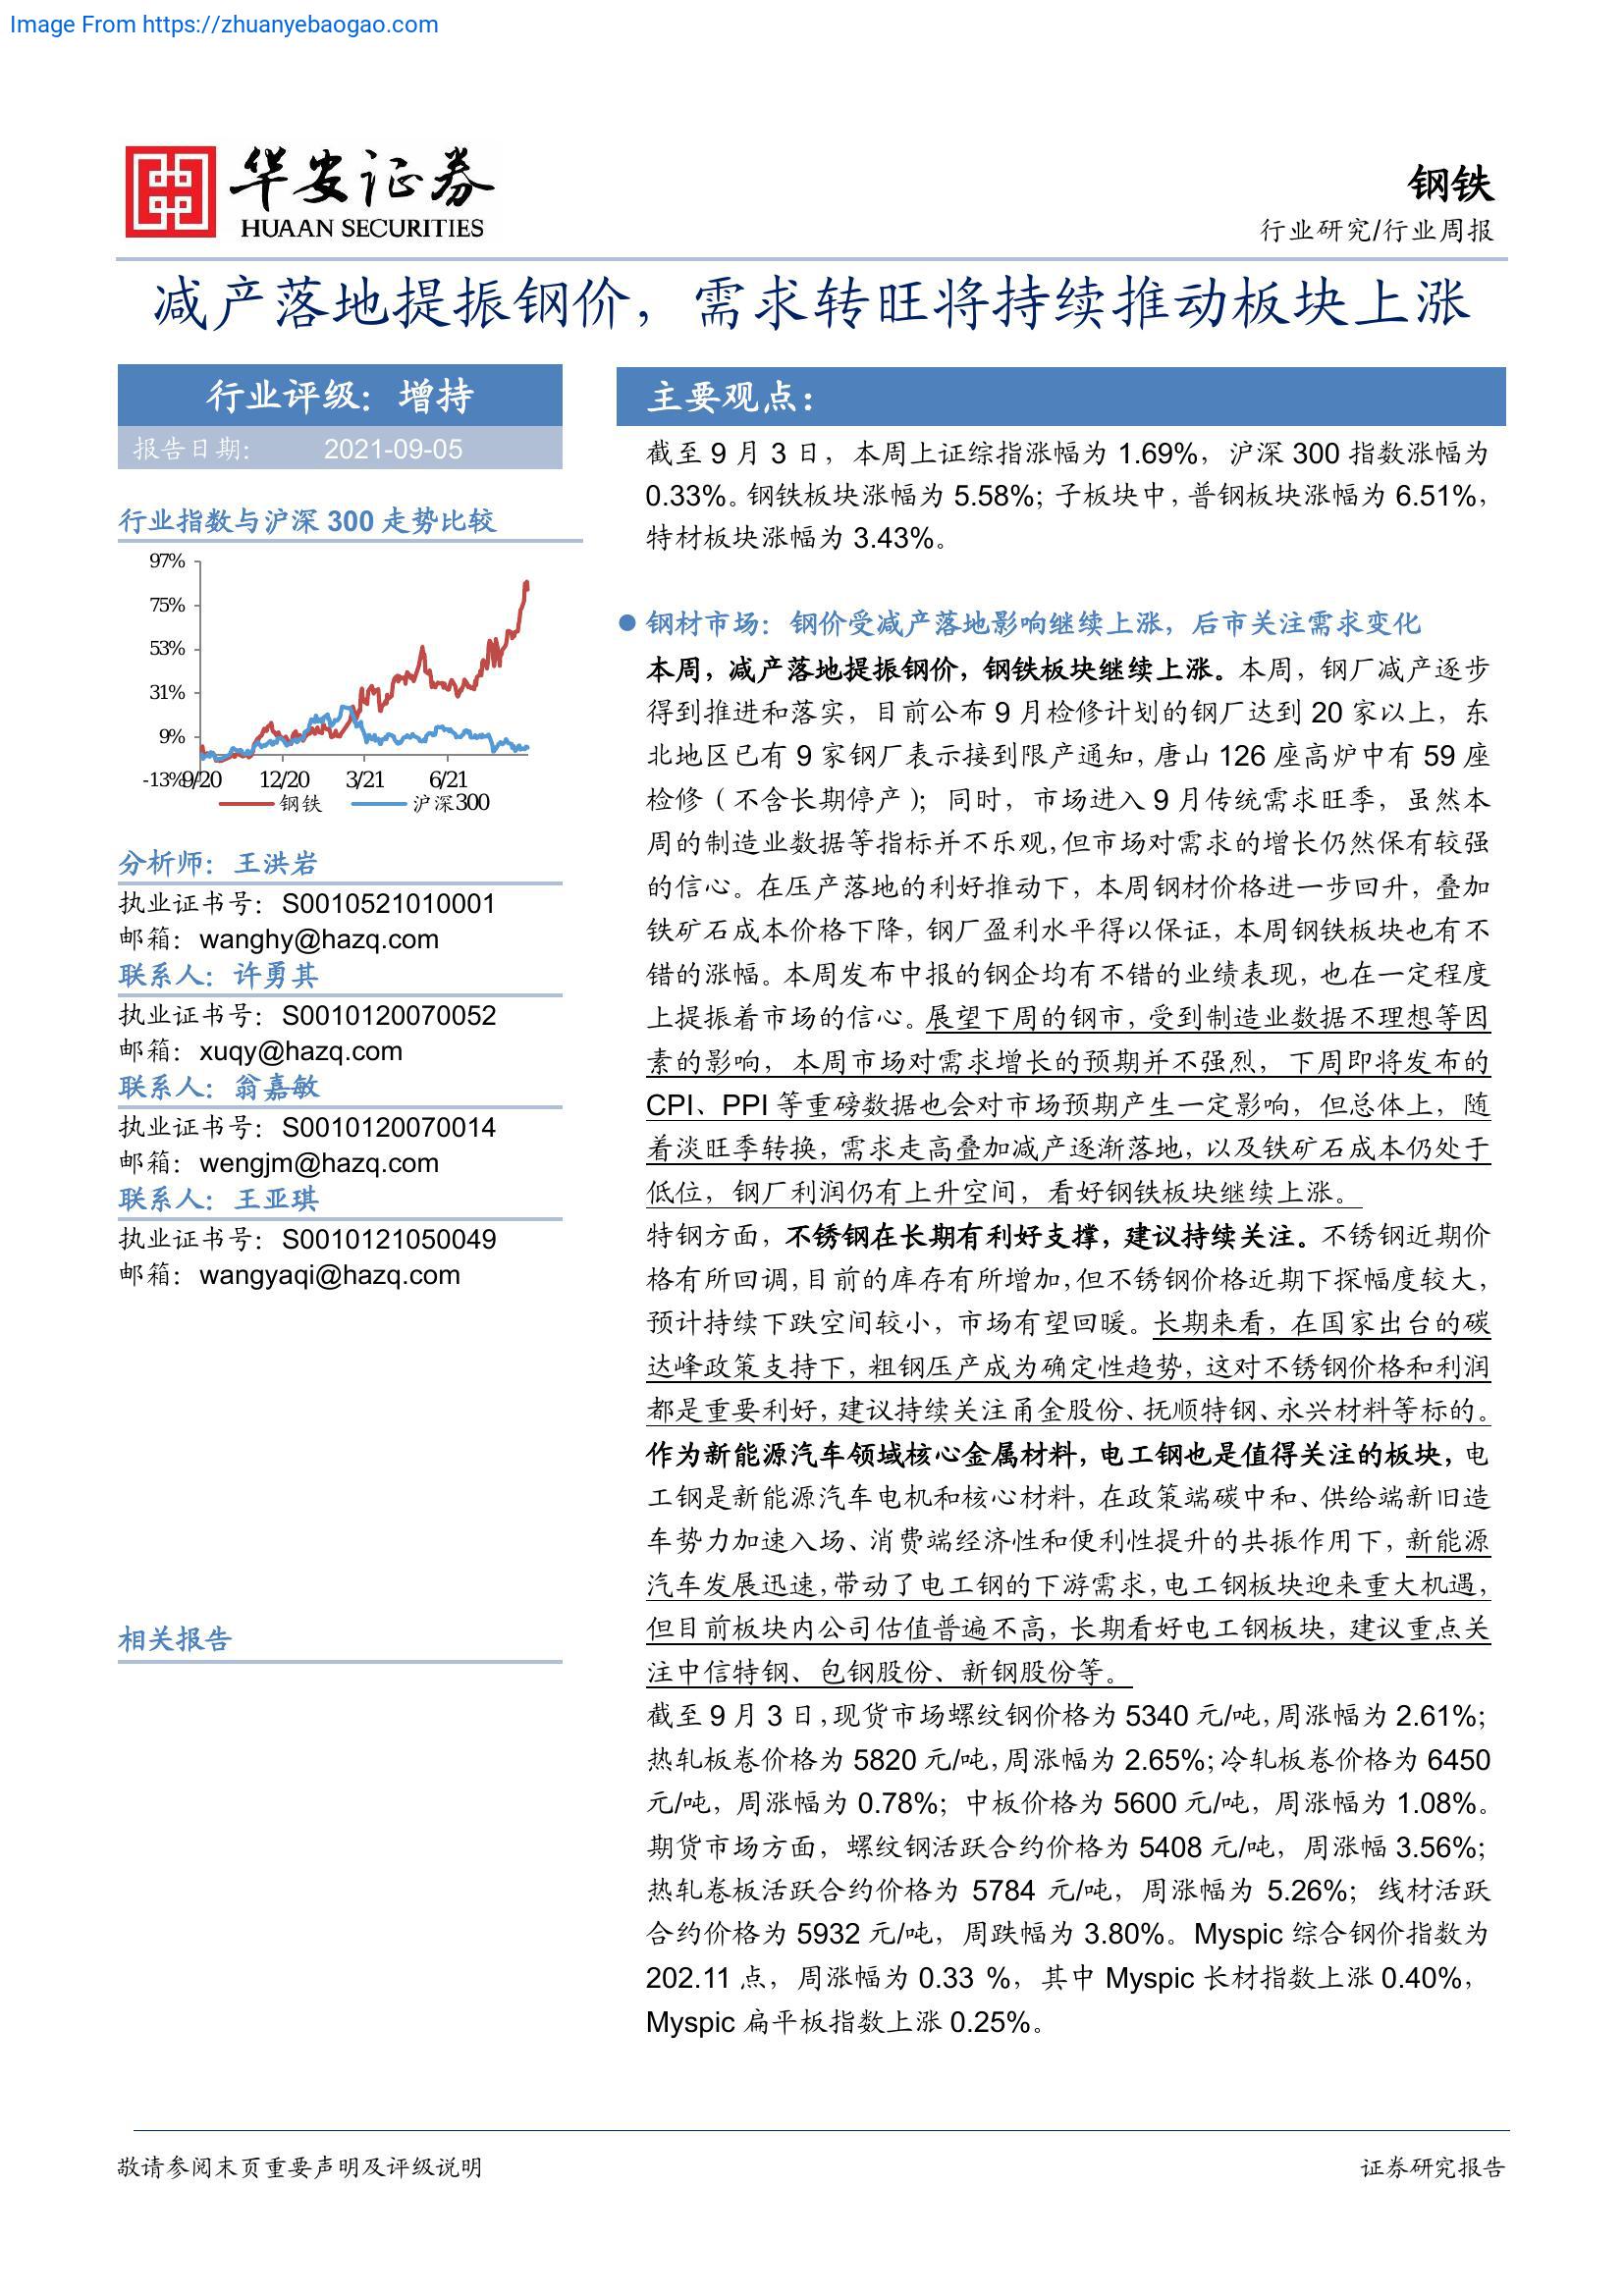 Image From https://zhuanyebaogao.com
华安证券
HUAAN SECURITIES
钢铁
行业研究/行业周报
减产落地提振钢价，需求转旺将持续推动板块上涨
行业评级：增持
报告日期： 2021-09-05
行业指数与沪深 300 走势比较
97%
75%
53%
31%
9%
-13%
9/20 12/20 3/21 6/21
钢铁 沪深300
分析师：王洪岩
执业证书号：S0010521010001
邮箱：wanghy@hazq.com
联系人：许勇其
执业证书号：S0010120070052
邮箱：xuqy@hazq.com
联系人：翁嘉敏
执业证书号：S0010120070014
邮箱：wengjm@hazq.com
联系人：王亚琪
执业证书号：S0010121050049
邮箱：wangyaqi@hazq.com
相关报告
主要观点：
截至 9 月 3 日，本周上证综指涨幅为 1.69%，沪深 300 指数涨幅为
0.33%。钢铁板块涨幅为 5.58%；子板块中，普钢板块涨幅为 6.51%，
特材板块涨幅为 3.43%。
● 钢材市场：钢价受减产落地影响继续上涨，后市关注需求变化
本周，减产落地提振钢价，钢铁板块继续上涨。本周，钢厂减产逐步
得到推进和落实，目前公布 9 月检修计划的钢厂达到 20 家以上，东
北地区已有 9 家钢厂表示接到限产通知，唐山 126 座高炉中有 59 座
检修（不含长期停产）；同时，市场进入 9 月传统需求旺季，虽然本
周的制造业数据等指标并不乐观，但市场对需求的增长仍然保有较强
的信心。在压产落地的利好推动下，本周钢材价格进一步回升，叠加
铁矿石成本价格下降，钢厂盈利水平得以保证，本周钢铁板块也有不
错的涨幅。本周发布中报的钢企均有不错的业绩表现，也在一定程度
上提振着市场的信心。展望下周的钢市，受到制造业数据不理想等因
素的影响，本周市场对需求增长的预期并不强烈，下周即将发布的
CPI、PPI 等重磅数据也会对市场预期产生一定影响，但总体上，随
着淡旺季转换，需求走高叠加减产逐渐落地，以及铁矿石成本仍处于
低位，钢厂利润仍有上升空间，看好钢铁板块继续上涨。
特钢方面，不锈钢在长期有利好支撑，建议持续关注。不锈钢近期价
格有所回调，目前的库存有所增加，但不锈钢价格近期下探幅度较大，
预计持续下跌空间较小，市场有望回暖。长期来看，在国家出台的碳
达峰政策支持下，粗钢压产成为确定性趋势，这对不锈钢价格和利润
都是重要利好，建议持续关注甬金股份、抚顺特钢、永兴材料等标的。
作为新能源汽车领域核心金属材料，电工钢也是值得关注的板块，电
工钢是新能源汽车电机和核心材料，在政策端碳中和、供给端新旧造
车势力加速入场、消费端经济性和便利性提升的共振作用下，新能源
汽车发展迅速，带动了电工钢的下游需求，电工钢板块迎来重大机遇，
但目前板块内公司估值普遍不高，长期看好电工钢板块，建议重点关
注中信特钢、包钢股份、新钢股份等。
截至 9 月 3 日，现货市场螺纹钢价格为 5340 元/吨，周涨幅为 2.61%；
热轧板卷价格为 5820 元/吨，周涨幅为 2.65%；冷轧板卷价格为 6450
元/吨，周涨幅为 0.78%；中板价格为 5600 元/吨，周涨幅为 1.08%。
期货市场方面，螺纹钢活跃合约价格为 5408 元/吨，周涨幅 3.56%；
热轧卷板活跃合约价格为 5784 元/吨，周涨幅为 5.26%；线材活跃
合约价格为 5932 元/吨，周跌幅为 3.80%。Myspic 综合钢价指数为
202.11 点，周涨幅为 0.33 %，其中 Myspic 长材指数上涨 0.40%，
Myspic 扁平板指数上涨 0.25%。
敬请参阅末页重要声明及评级说明
证券研究报告